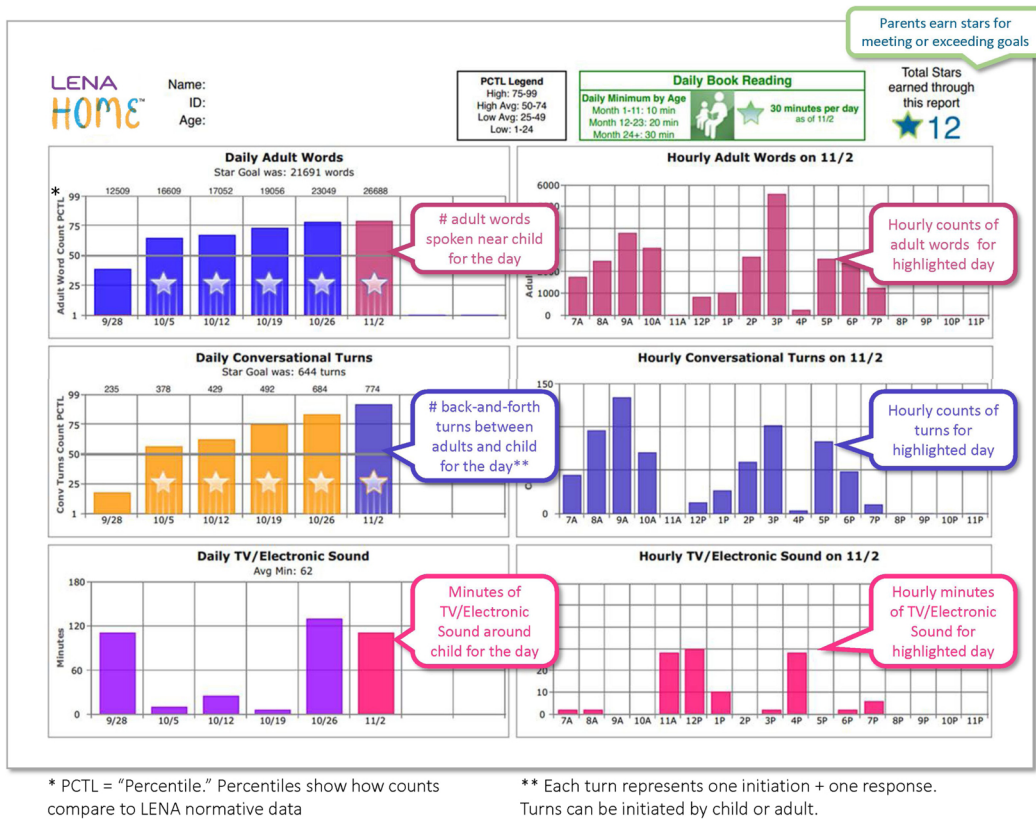 Parents earn stars for
meeting or exceeding goals
LENA
HOME™
Name:
ID:
Age:
PCTL Legend
High: 75-99
High Avg: 50-74
Low Avg: 25-49
Low: 1-24
Daily Book Reading
Daily Minimum by Age
Month 1-11: 10 min
Month 12-23: 20 min
Month 24+: 30 min
30 minutes per day
as of 11/2
Total Stars
earned through
this report
12
Daily Adult Words
Star Goal was: 21691 words
*
12509 16609 17052 19056 23049 26688
Adult Word Count PCTL
99
75
50
25
1
9/28 10/5 10/12 10/19 10/26 11/2
# adult words
spoken near child
for the day
Hourly Adult Words on 11/2
6000
1000
0
7A 8A 9A 10A 11A 12P 1P 2P 3P 4P 5P 6P 7P 8P 9P 10P 11P
Hourly counts of
adult words for
highlighted day
Daily Conversational Turns
Star Goal was: 644 turns
235 378 429 492 684 774
Conv Turns Count PCTL
99
75
50
25
1
9/28 10/5 10/12 10/19 10/26 11/2
# back-and-forth
turns between
adults and child
for the day**
Hourly Conversational Turns on 11/2
150
0
7A 8A 9A 10A 11A 12P 1P 2P 3P 4P 5P 6P 7P 8P 9P 10P 11P
Hourly counts of
turns for
highlighted day
Daily TV/Electronic Sound
Avg Min: 62
Minutes
180
120
60
0
9/28 10/5 10/12 10/19 10/26 11/2
Minutes of
TV/Electronic
Sound around
child for the day
Hourly TV/Electronic Sound on 11/2
20
10
0
7A 8A 9A 10A 11A 12P 1P 2P 3P 4P 5P 6P 7P 8P 9P 10P 11P
Hourly minutes
of TV/Electronic
Sound for
highlighted day
* PCTL = “Percentile.” Percentiles show how counts
compare to LENA normative data
** Each turn represents one initiation + one response.
Turns can be initiated by child or adult.